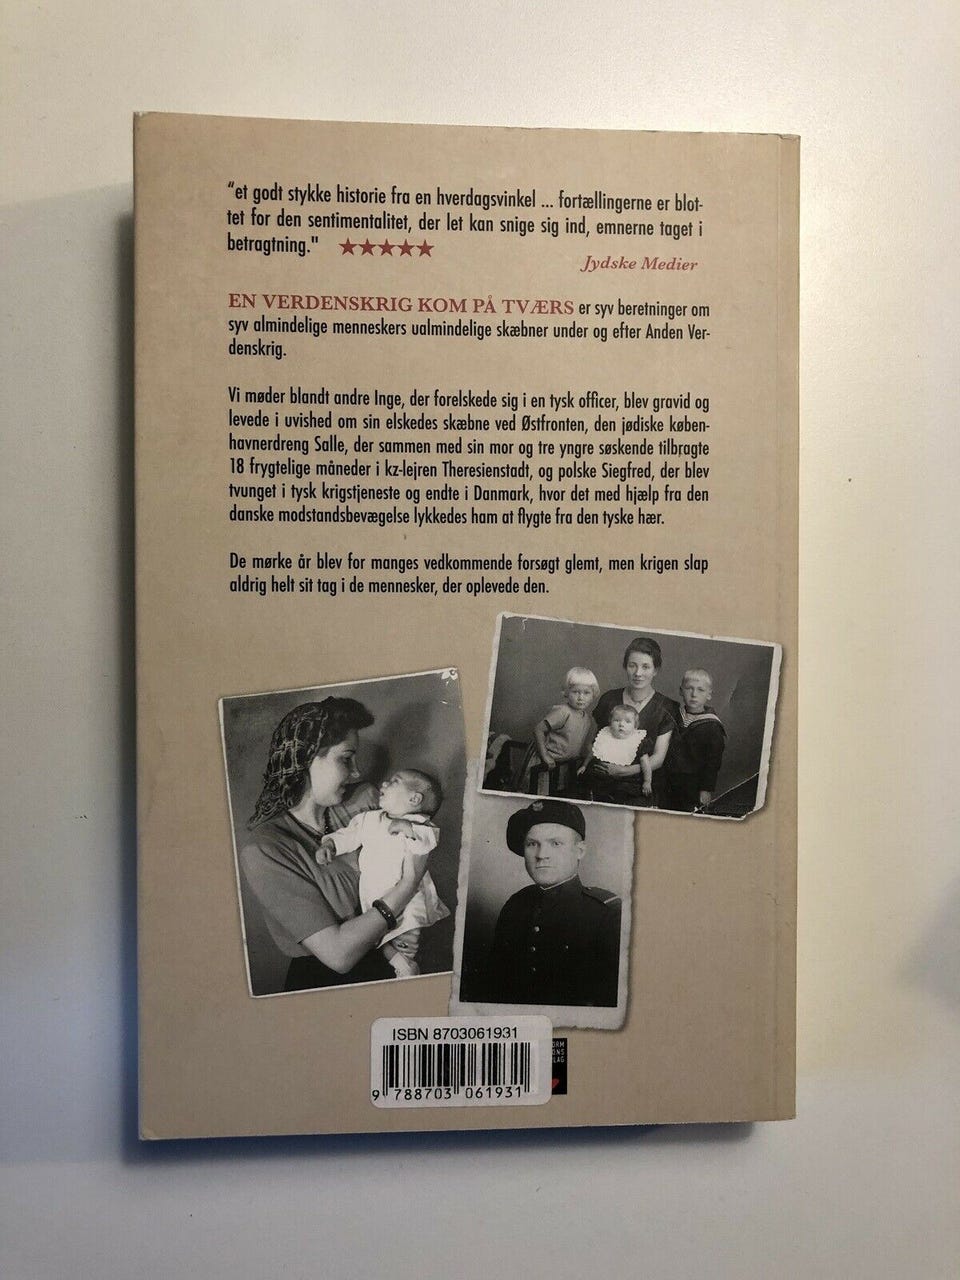 “et godt stykke historie fra en hverdagsvinkel ... fortællingerne er blot-
tet for den sentimentalitet, der let kan snige sig ind, emnerne taget i
betragtning." ★★★★★
Jydske Medier
EN VERDENSKRIG KOM PÅ TVÆRS er syv beretninger om
syv almindelige menneskers ualmindelige skæbner under og efter Anden Ver-
denskrig.
Vi møder blandt andre Inge, der forelskede sig i en tysk officer, blev gravid og
levede i uvished om sin elskedes skæbne ved Østfronten, den jødiske køben-
havnerdreng Salle, der sammen med sin mor og tre yngre søskende tilbragte
18 frygtelige måneder i kz-lejren Theresienstadt, og polske Siegfred, der blev
tvunget i tysk krigstjeneste og endte i Danmark, hvor det med hjælp fra den
danske modstandsbevægelse lykkedes ham at flygte fra den tyske hær.
De mørke år blev for manges vedkommende forsøgt glemt, men krigen slap
aldrig helt sit tag i de mennesker, der oplevede den.
ISBN 8703061931
9 788703 061931
ORM
ONS
LAG